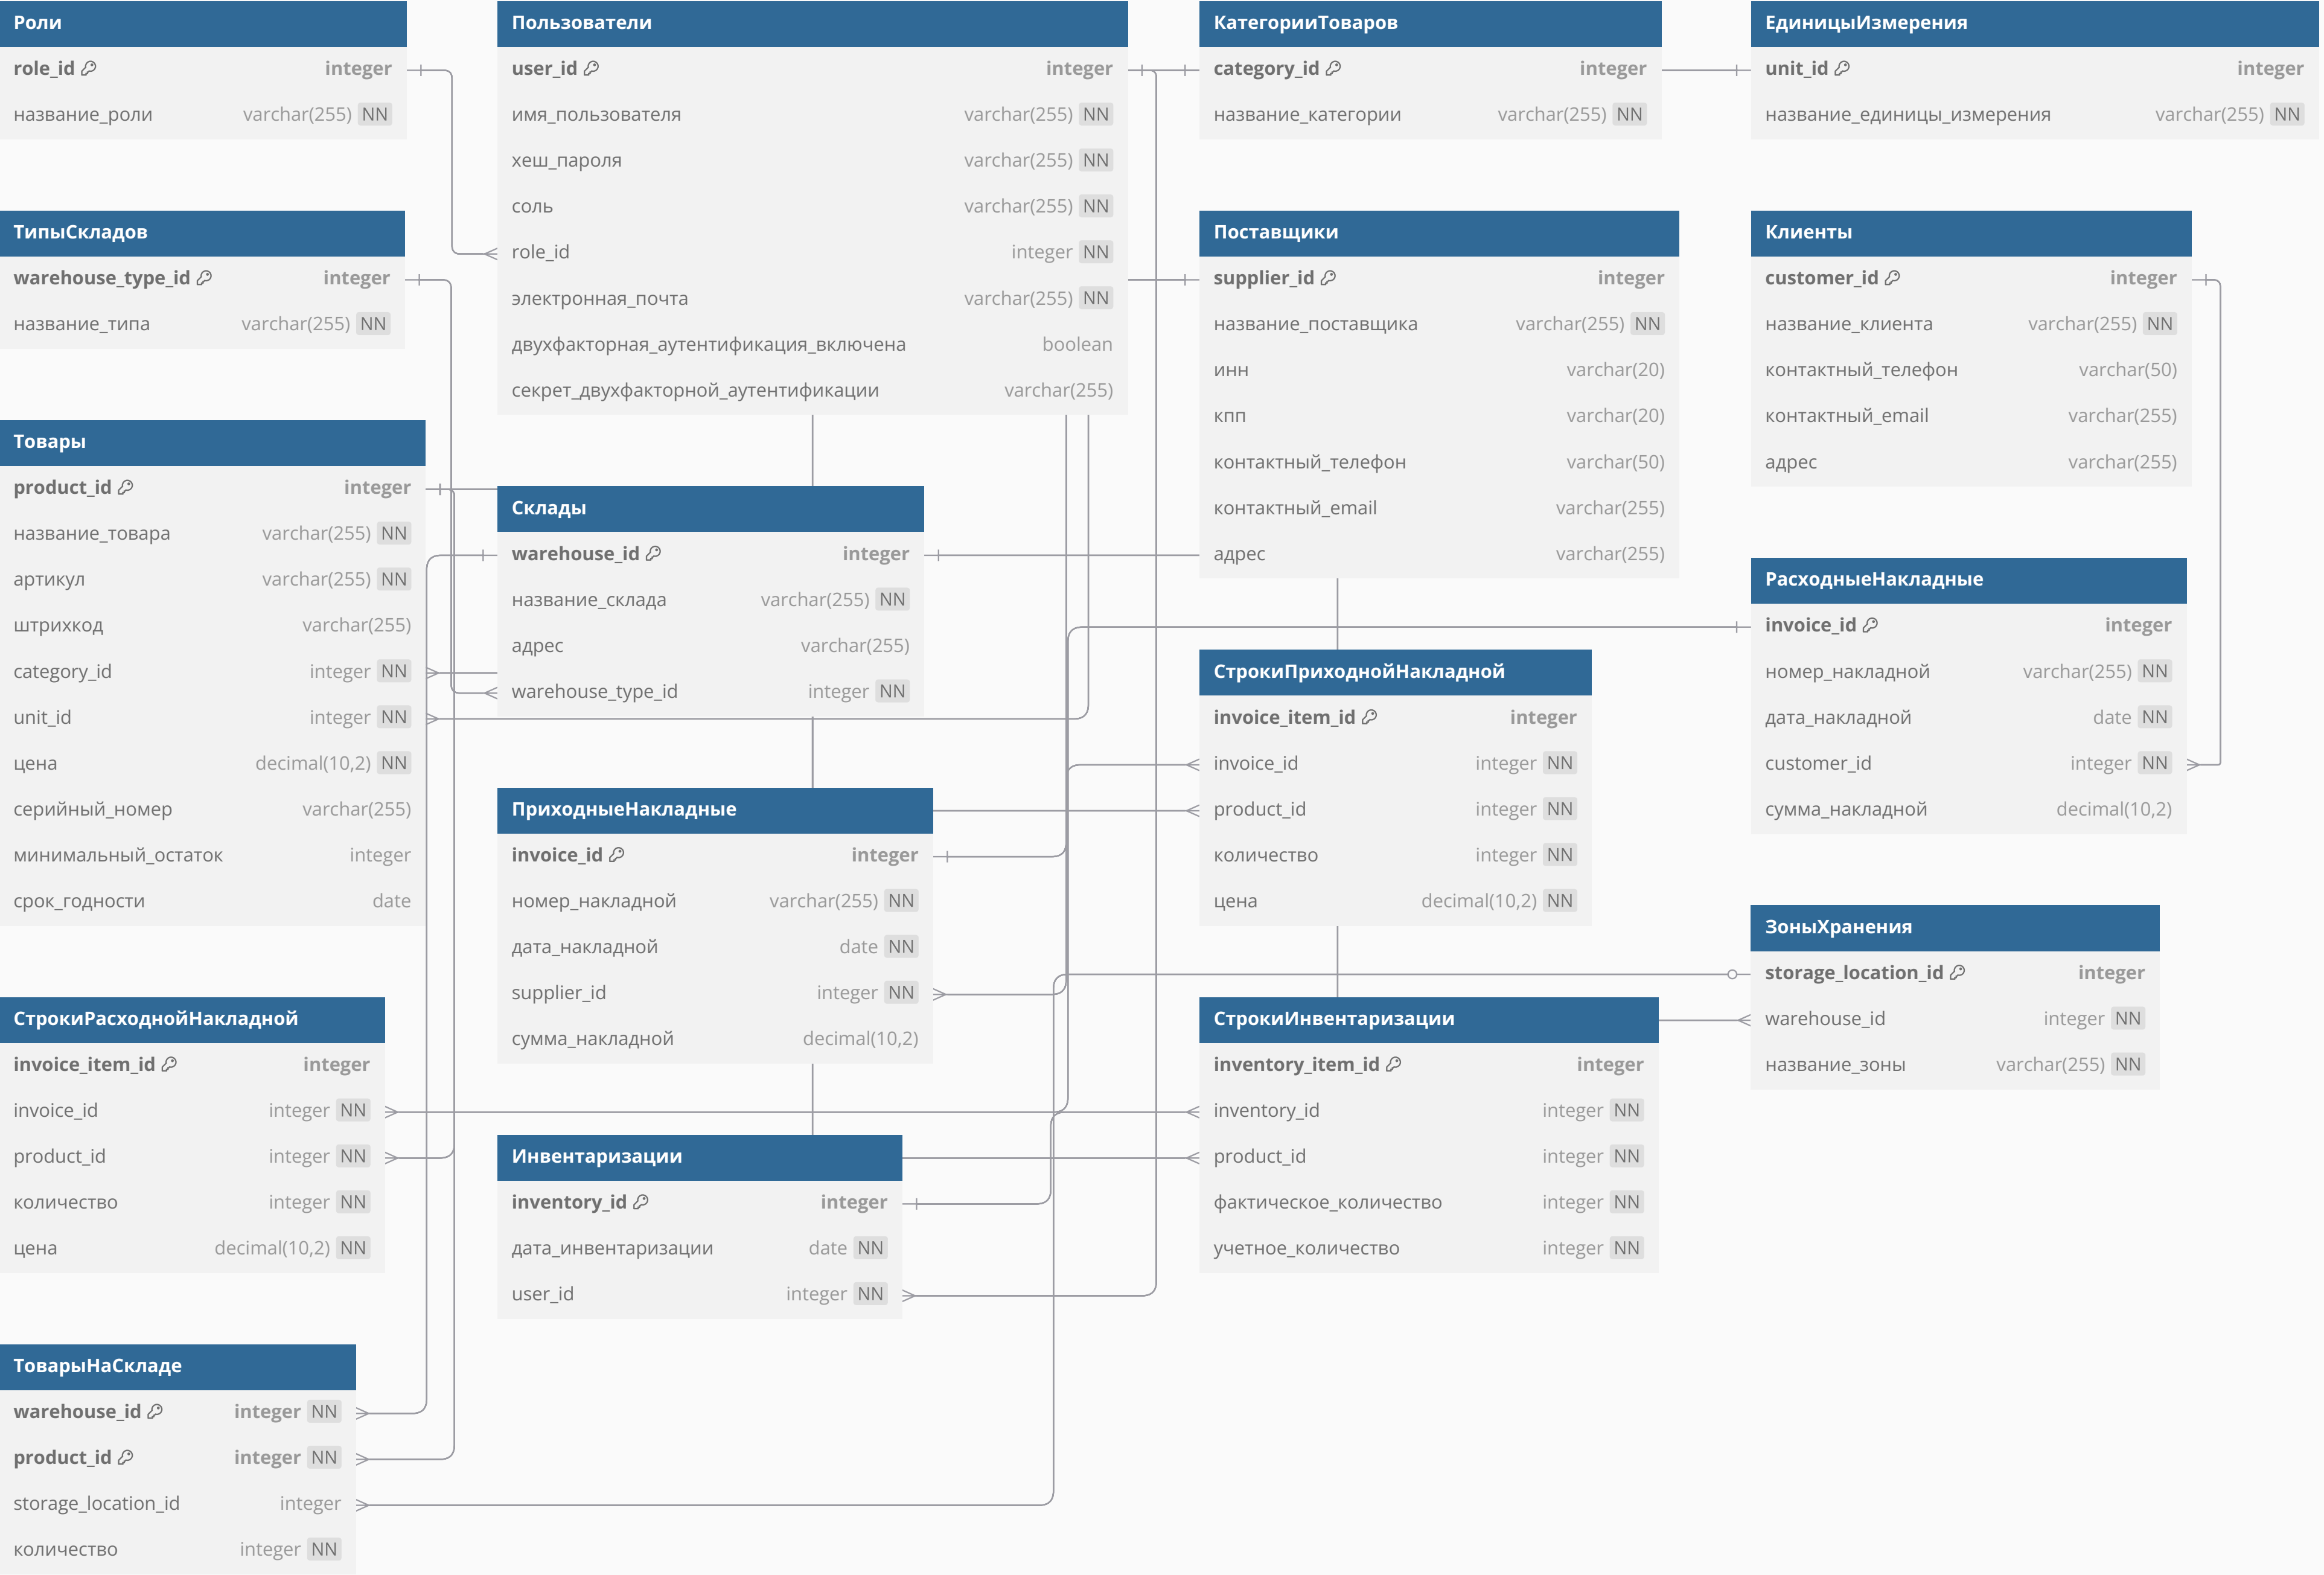 Роли
role_id integer
название_роли varchar(255) NN
Пользователи
user_id integer
имя_пользователя varchar(255) NN
хеш_пароля varchar(255) NN
соль varchar(255) NN
role_id integer NN
электронная_почта varchar(255) NN
двухфакторная_аутентификация_включена boolean
секрет_двухфакторной_аутентификации varchar(255)
КатегорииТоваров
category_id integer
название_категории varchar(255) NN
ЕдиницыИзмерения
unit_id integer
название_единицы_измерения varchar(255) NN
ТипыСкладов
warehouse_type_id integer
название_типа varchar(255) NN
Поставщики
supplier_id integer
название_поставщика varchar(255) NN
инн varchar(20)
кпп varchar(20)
контактный_телефон varchar(50)
контактный_email varchar(255)
адрес varchar(255)
Клиенты
customer_id integer
название_клиента varchar(255) NN
контактный_телефон varchar(50)
контактный_email varchar(255)
адрес varchar(255)
Товары
product_id integer
название_товара varchar(255) NN
артикул varchar(255) NN
штрихкод varchar(255)
category_id integer NN
unit_id integer NN
цена decimal(10,2) NN
серийный_номер varchar(255)
минимальный_остаток integer
срок_годности date
Склады
warehouse_id integer
название_склада varchar(255) NN
адрес varchar(255)
warehouse_type_id integer NN
РасходныеНакладные
invoice_id integer
номер_накладной varchar(255) NN
дата_накладной date NN
customer_id integer NN
сумма_накладной decimal(10,2)
СтрокиПриходнойНакладной
invoice_item_id integer
invoice_id integer NN
product_id integer NN
количество integer NN
цена decimal(10,2) NN
ПриходныеНакладные
invoice_id integer
номер_накладной varchar(255) NN
дата_накладной date NN
supplier_id integer NN
сумма_накладной decimal(10,2)
ЗоныХранения
storage_location_id integer
warehouse_id integer NN
название_зоны varchar(255) NN
СтрокиРасходнойНакладной
invoice_item_id integer
invoice_id integer NN
product_id integer NN
количество integer NN
цена decimal(10,2) NN
СтрокиИнвентаризации
inventory_item_id integer
inventory_id integer NN
product_id integer NN
фактическое_количество integer NN
учетное_количество integer NN
Инвентаризации
inventory_id integer
дата_инвентаризации date NN
user_id integer NN
ТоварыНаСкладе
warehouse_id integer NN
product_id integer NN
storage_location_id integer
количество integer NN